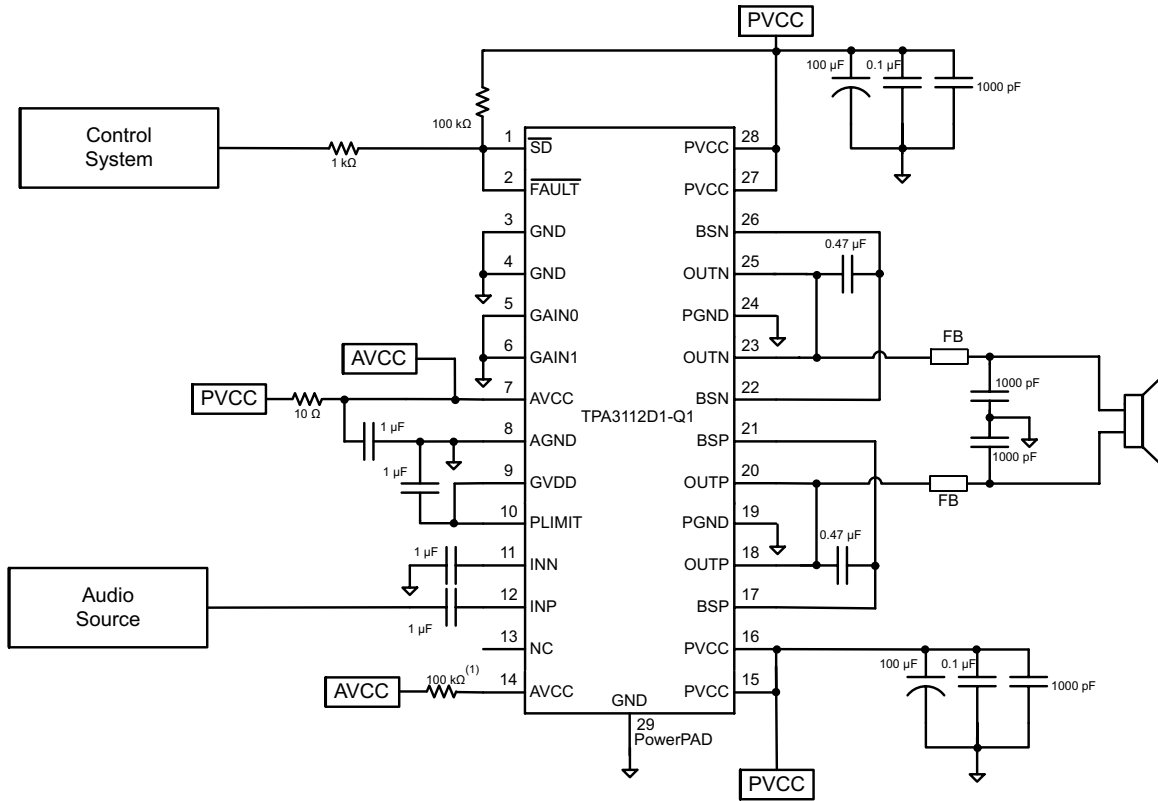 PVCC
100 µF
0.1 µF
1000 pF
Control
System
100 kΩ
1 kΩ
1
SD
2
FAULT
3
GND
4
GND
5
GAIN0
6
GAIN1
7
AVCC
8
AGND
9
GVDD
10
PLIMIT
11
INN
12
INP
13
NC
14
AVCC
AVCC
PVCC
10 Ω
1 µF
1 µF
1 µF
1 µF
Audio
Source
AVCC
100 kΩ(1)
TPA3112D1-Q1
GND
29
PowerPAD
28
PVCC
27
PVCC
26
BSN
25
OUTN
24
PGND
23
OUTN
22
BSN
21
BSP
20
OUTP
19
PGND
18
OUTP
17
BSP
16
PVCC
15
PVCC
0.47 µF
FB
1000 pF
1000 pF
FB
0.47 µF
100 µF
0.1 µF
1000 pF
PVCC